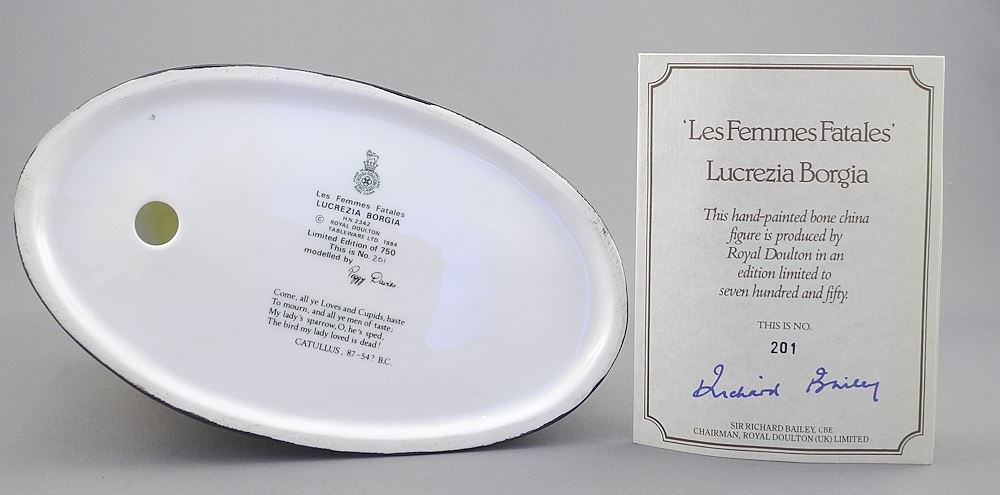 Les Femmes Fatales
LUCREZIA BORGIA
H.N. 2342
© ROYAL DOULTON
TABLEWARE LTD. 1984
Limited Edition of 750
This is No. 201
modelled by
Peggy Davies
Come, all ye Loves and Cupids, haste
To mourn, and all ye men of taste;
My lady's sparrow, O, he's sped,
The bird my lady loved is dead!
CATULLUS, 87-54? B.C.
'Les Femmes Fatales'
Lucrezia Borgia
This hand-painted bone china
figure is produced by
Royal Doulton in an
edition limited to
seven hundred and fifty.
THIS IS NO.
201
Richard Bailey
SIR RICHARD BAILEY, CBE
CHAIRMAN, ROYAL DOULTON (UK) LIMITED